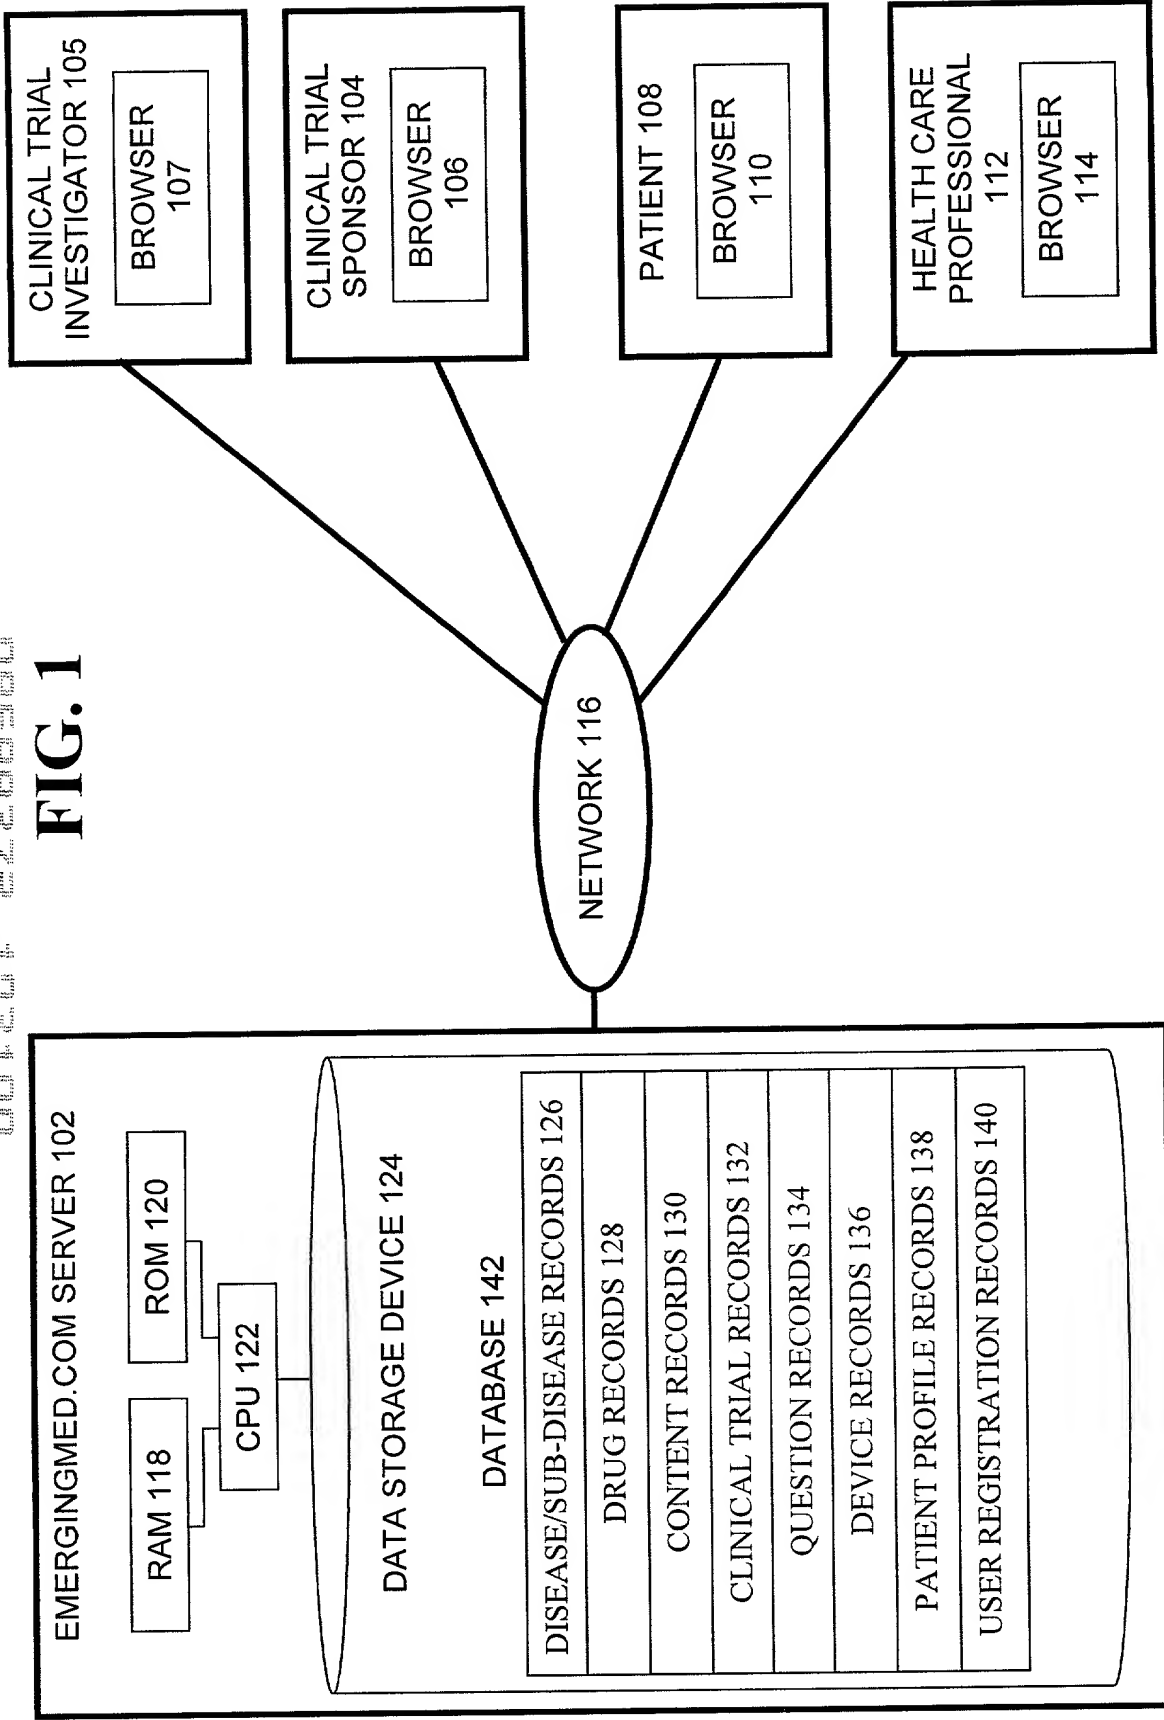 FIG. 1
EMERGINGMED.COM SERVER 102
RAM 118
ROM 120
CPU 122
DATA STORAGE DEVICE 124
DATABASE 142
DISEASE/SUB-DISEASE RECORDS 126
DRUG RECORDS 128
CONTENT RECORDS 130
CLINICAL TRIAL RECORDS 132
QUESTION RECORDS 134
DEVICE RECORDS 136
PATIENT PROFILE RECORDS 138
USER REGISTRATION RECORDS 140
NETWORK 116
CLINICAL TRIAL
INVESTIGATOR 105
BROWSER
107
CLINICAL TRIAL
SPONSOR 104
BROWSER
106
PATIENT 108
BROWSER
110
HEALTH CARE
PROFESSIONAL
112
BROWSER
114